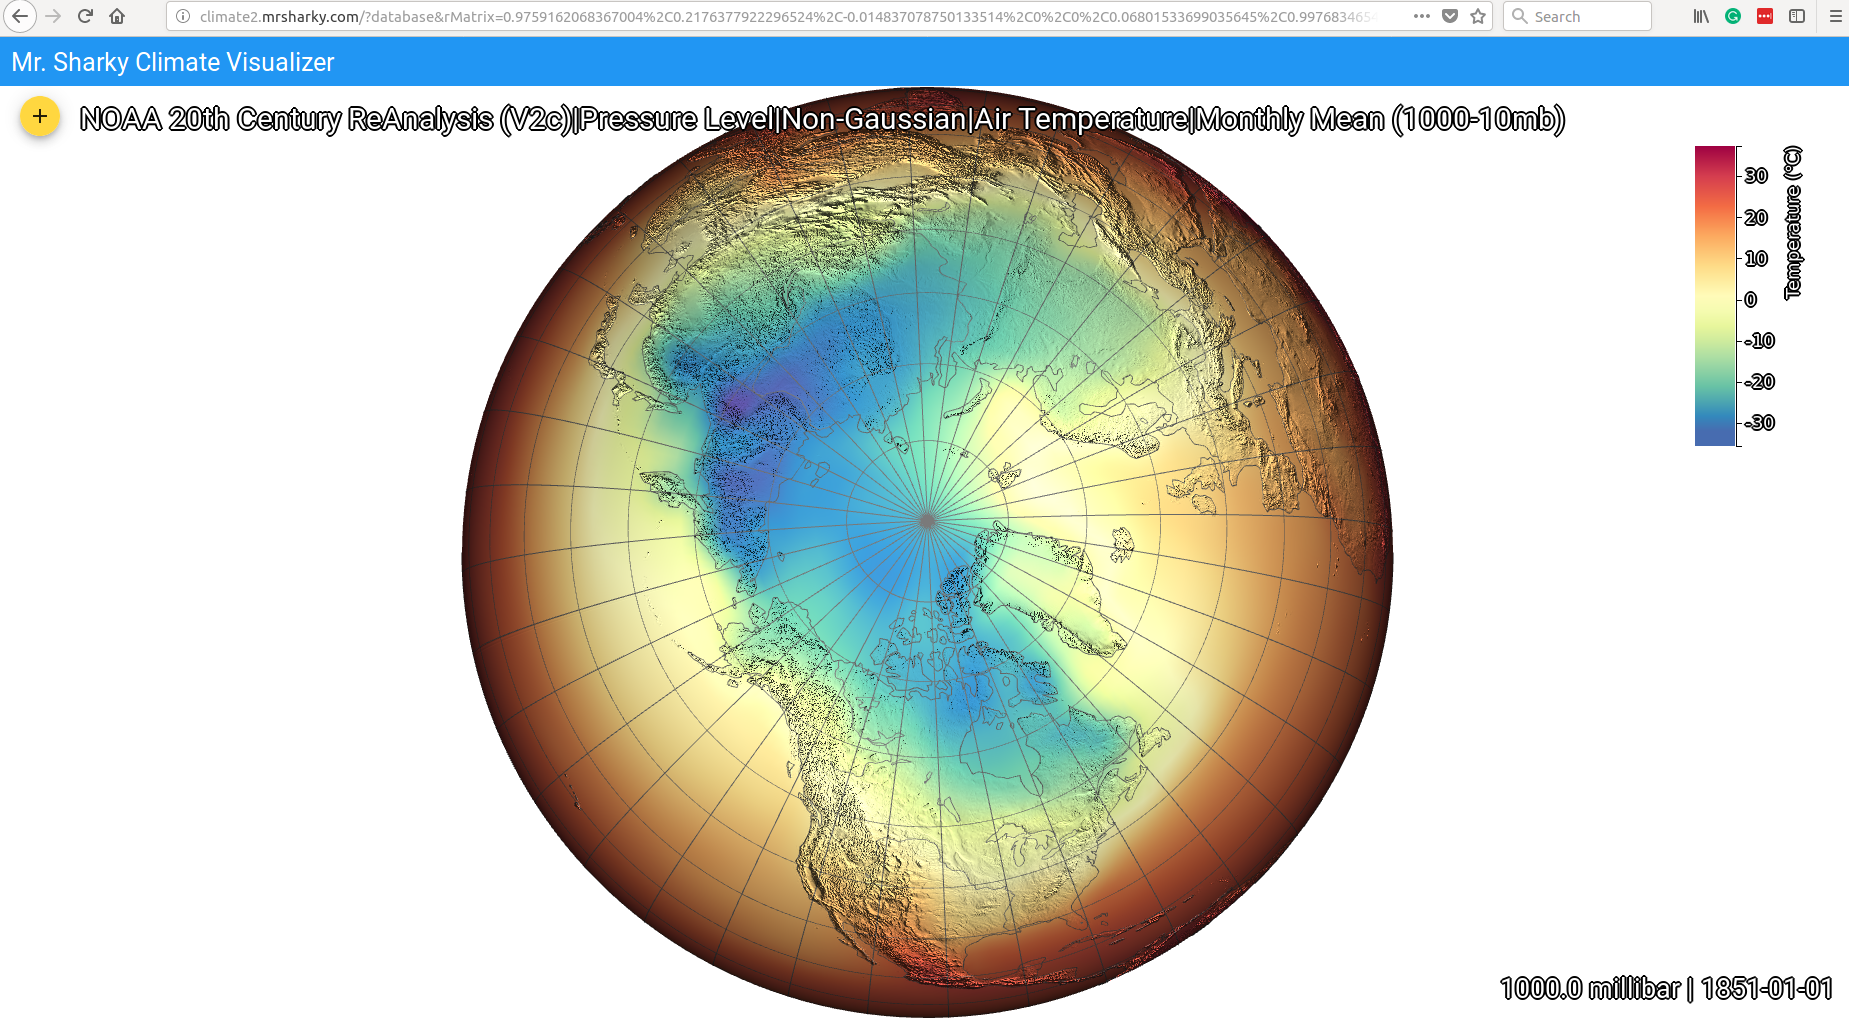 climate2.mrsharky.com/?database&rMatrix=0.9759162068367004%2C0.2176377922296524%2C-0.014837078750133514%2C0%2C0%2C0.06801533699035645%2C0.9976834654
Search
Mr. Sharky Climate Visualizer
+ NOAA 20th Century ReAnalysis (V2c)|Pressure Level|Non-Gaussian|Air Temperature|Monthly Mean (1000-10mb)
30
20
10
0
-10
-20
-30
Temperature (°C)
1000.0 millibar | 1851-01-01